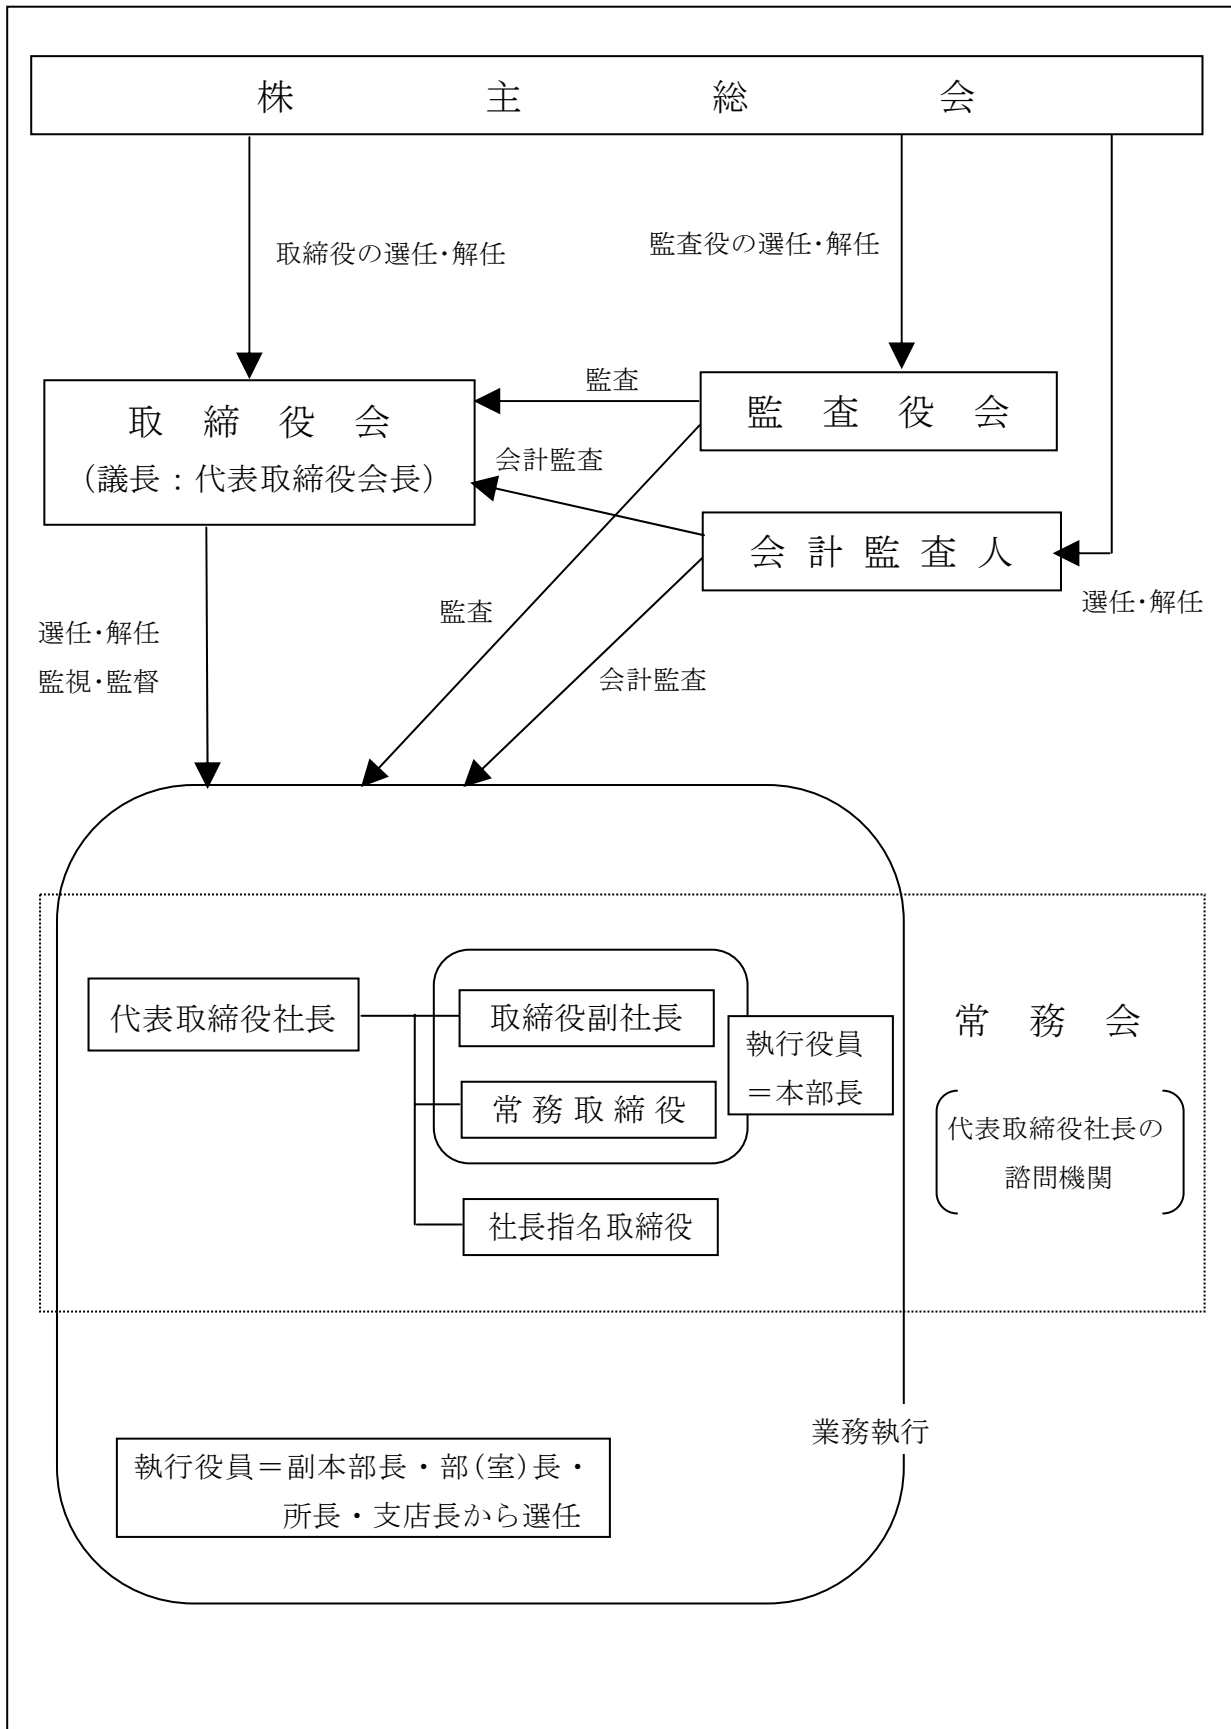 株主総会
取締役の選任・解任
監査役の選任・解任
取締役会
(議長：代表取締役会長)
監査
監査役会
会計監査
会計監査人
選任・解任
選任・解任
監視・監督
監査
会計監査
代表取締役社長
取締役副社長
常務取締役
社長指名取締役
執行役員
＝本部長
常務会
代表取締役社長の
諮問機関
業務執行
執行役員＝副本部長・部(室)長・
所長・支店長から選任